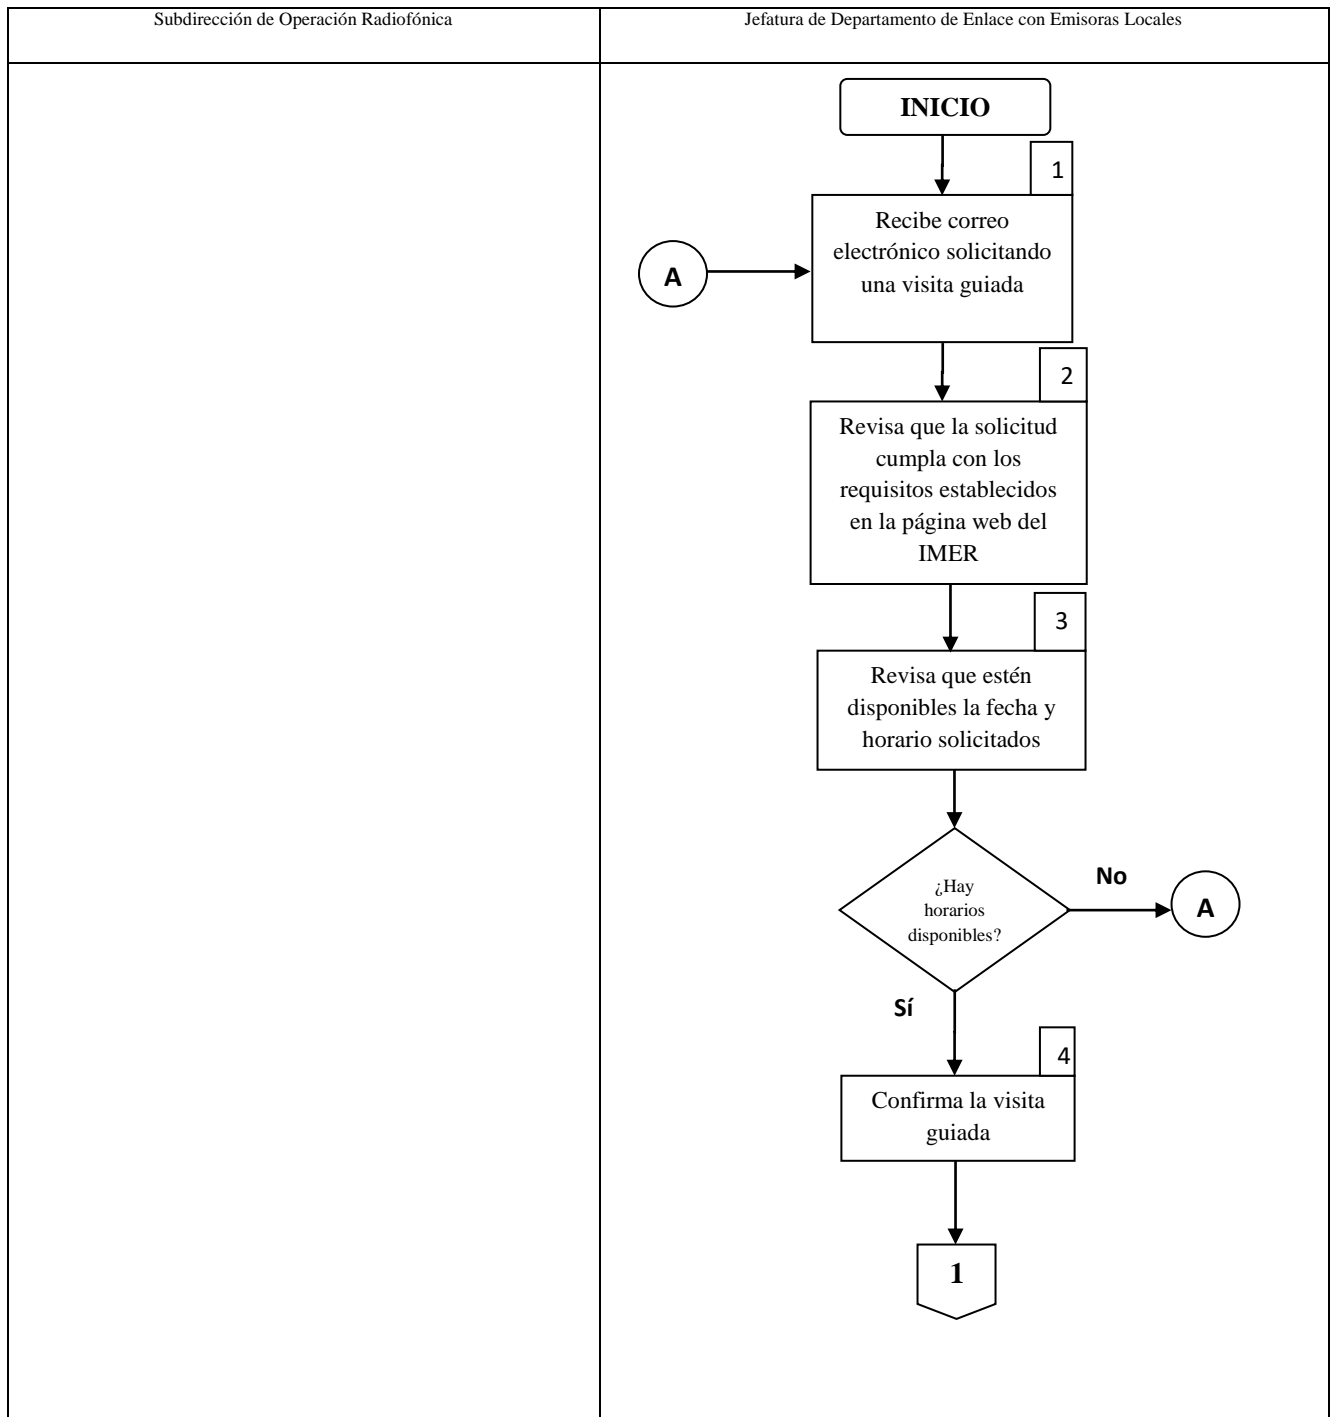 Subdirección de Operación Radiofónica
Jefatura de Departamento de Enlace con Emisoras Locales
INICIO
1
Recibe correo
electrónico solicitando
una visita guiada
A
2
Revisa que la solicitud
cumpla con los
requisitos establecidos
en la página web del
IMER
3
Revisa que estén
disponibles la fecha y
horario solicitados
¿Hay
horarios
disponibles?
No
A
Sí
4
Confirma la visita
guiada
1